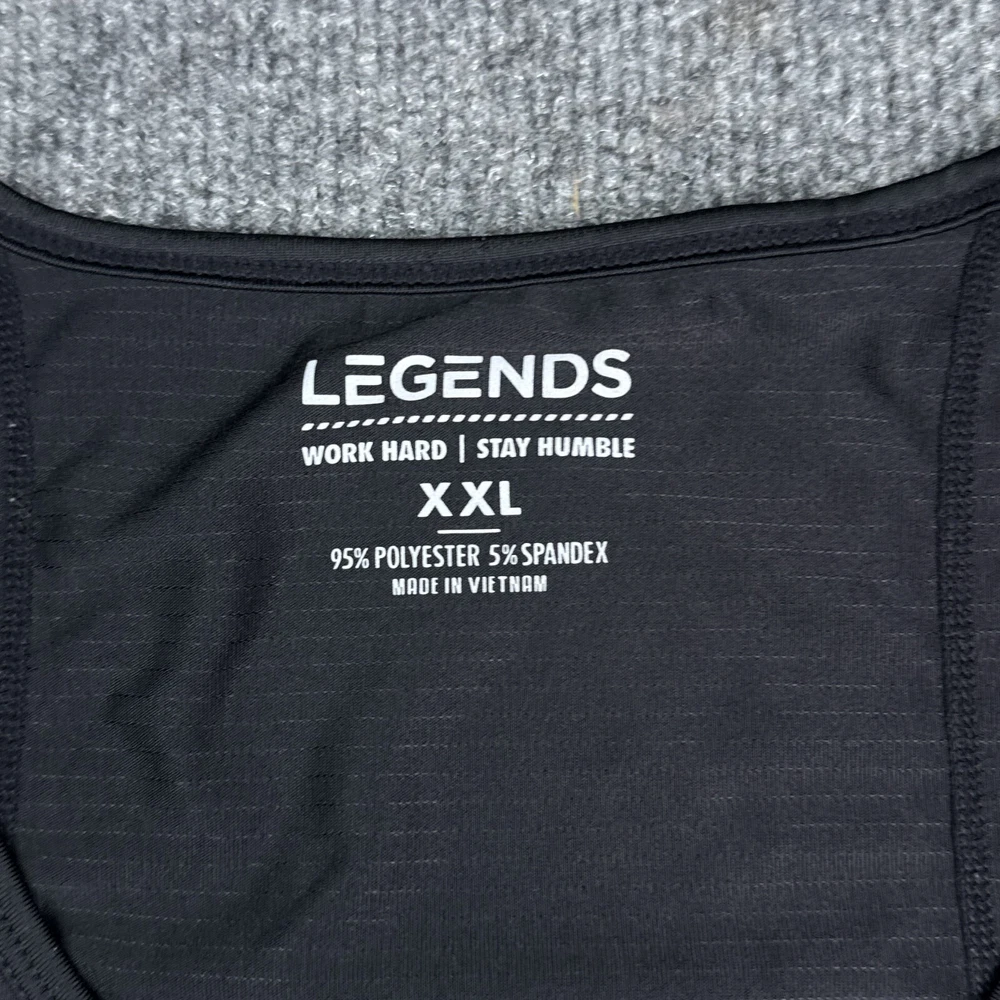 LEGENDS
WORK HARD | STAY HUMBLE
XXL
95% POLYESTER 5% SPANDEX
MADE IN VIETNAM